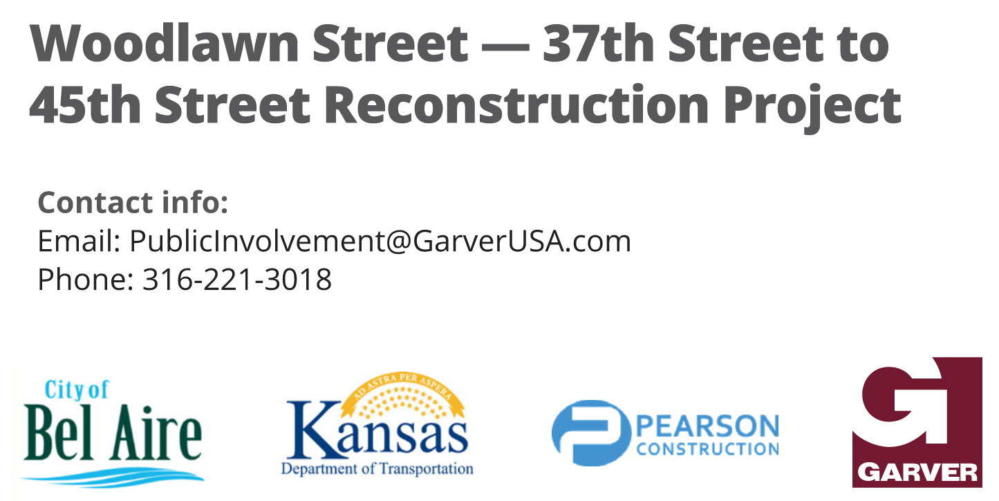 Woodlawn Street — 37th Street to
45th Street Reconstruction Project
Contact info:
Email: PublicInvolvement@GarverUSA.com
Phone: 316-221-3018
City of
Bel Aire
AD ASTRA PER ASPERA
Kansas
Department of Transportation
PEARSON
CONSTRUCTION
GARVER